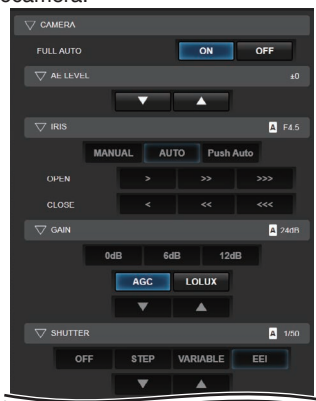 ecamera.
▽ CAMERA
FULL AUTO ON OFF
▽ AE LEVEL ±0
▼ ▲
▽ IRIS A F4.5
MANUAL AUTO Push Auto
OPEN > >> >>>
CLOSE < << <<<
▽ GAIN A 24dB
0dB 6dB 12dB
AGC LOLUX
▼ ▲
▽ SHUTTER A 1/50
OFF STEP VARIABLE EEI
▼ ▲